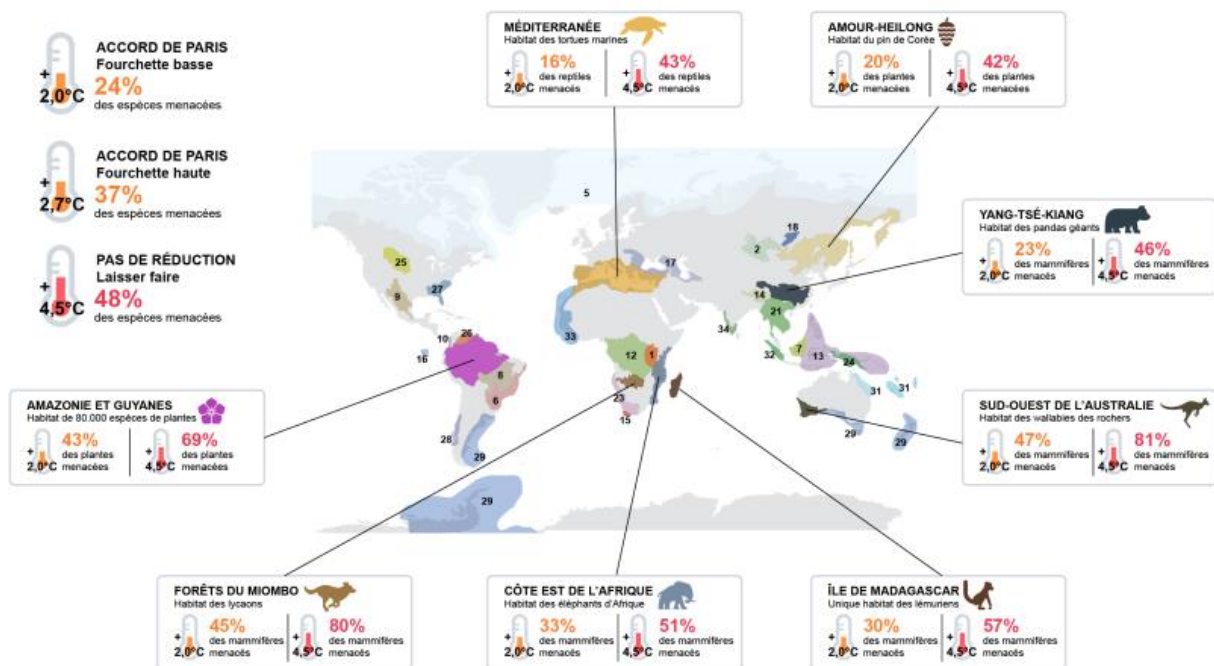 ACCORD DE PARIS
Fourchette basse
+
2,0°C
24%
des espèces menacées
ACCORD DE PARIS
Fourchette haute
+
2,7°C
37%
des espèces menacées
PAS DE RÉDUCTION
Laisser faire
+
4,5°C
48%
des espèces menacées
MÉDITERRANÉE
Habitat des tortues marines
+
2,0°C
16%
des reptiles
menacés
+
4,5°C
43%
des reptiles
menacés
AMOUR-HEILONG
Habitat du pin de Corée
+
2,0°C
20%
des plantes
menacées
+
4,5°C
42%
des plantes
menacées
YANG-TSÉ-KIANG
Habitat des pandas géants
+
2,0°C
23%
des mammifères
menacés
+
4,5°C
46%
des mammifères
menacés
5
18
2
25
17
27
9
14
21
34
33
10
26
16
12
1
7
32
13
24
8
6
23
31
31
15
28
29
29
29
29
AMAZONIE ET GUYANES
Habitat de 80.000 espèces de plantes
+
2,0°C
43%
des plantes
menacées
+
4,5°C
69%
des plantes
menacées
SUD-OUEST DE L'AUSTRALIE
Habitat des wallabies des rochers
+
2,0°C
47%
des mammifères
menacés
+
4,5°C
81%
des mammifères
menacés
FORÊTS DU MIOMBO
Habitat des lycaons
+
2,0°C
45%
des mammifères
menacés
+
4,5°C
80%
des mammifères
menacés
CÔTE EST DE L'AFRIQUE
Habitat des éléphants d'Afrique
+
2,0°C
33%
des mammifères
menacés
+
4,5°C
51%
des mammifères
menacés
ÎLE DE MADAGASCAR
Unique habitat des lémuriens
+
2,0°C
30%
des mammifères
menacés
+
4,5°C
57%
des mammifères
menacés